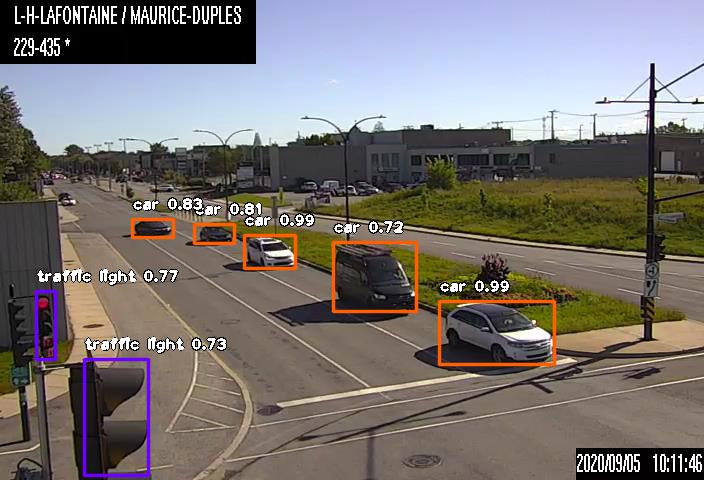 L-H-LAFONTAINE / MAURICE-DUPLES
229-435 *
car 0.83
car 0.81
car 0.99
car 0.72
traffic light 0.77
car 0.99
traffic light 0.73
2020/09/05 10:11:46